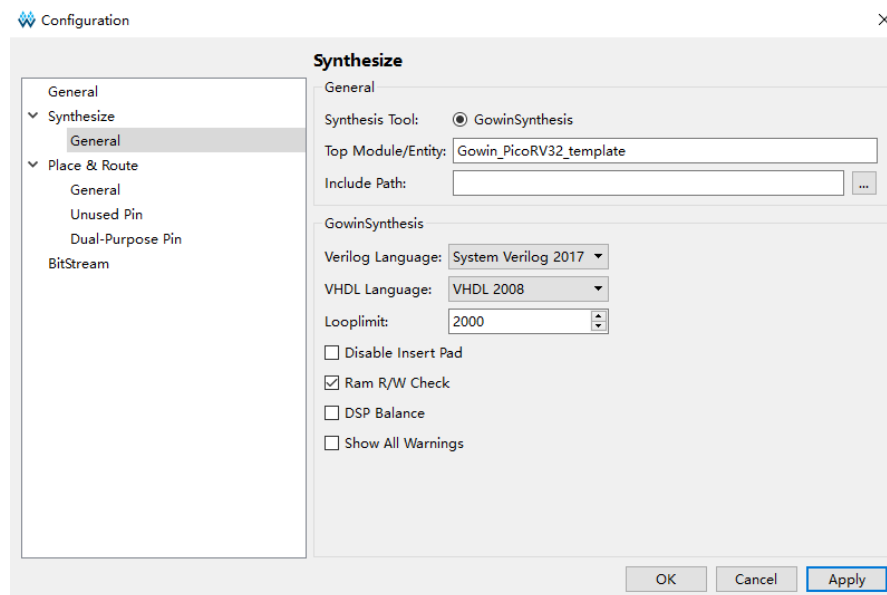 Configuration
General
Synthesize
General
Place & Route
General
Unused Pin
Dual-Purpose Pin
BitStream
Synthesize
General
Synthesis Tool: GowinSynthesis
Top Module/Entity: Gowin_PicoRV32_template
Include Path: ...
GowinSynthesis
Verilog Language: System Verilog 2017
VHDL Language: VHDL 2008
Looplimit: 2000
Disable Insert Pad
Ram R/W Check
DSP Balance
Show All Warnings
OK Cancel Apply